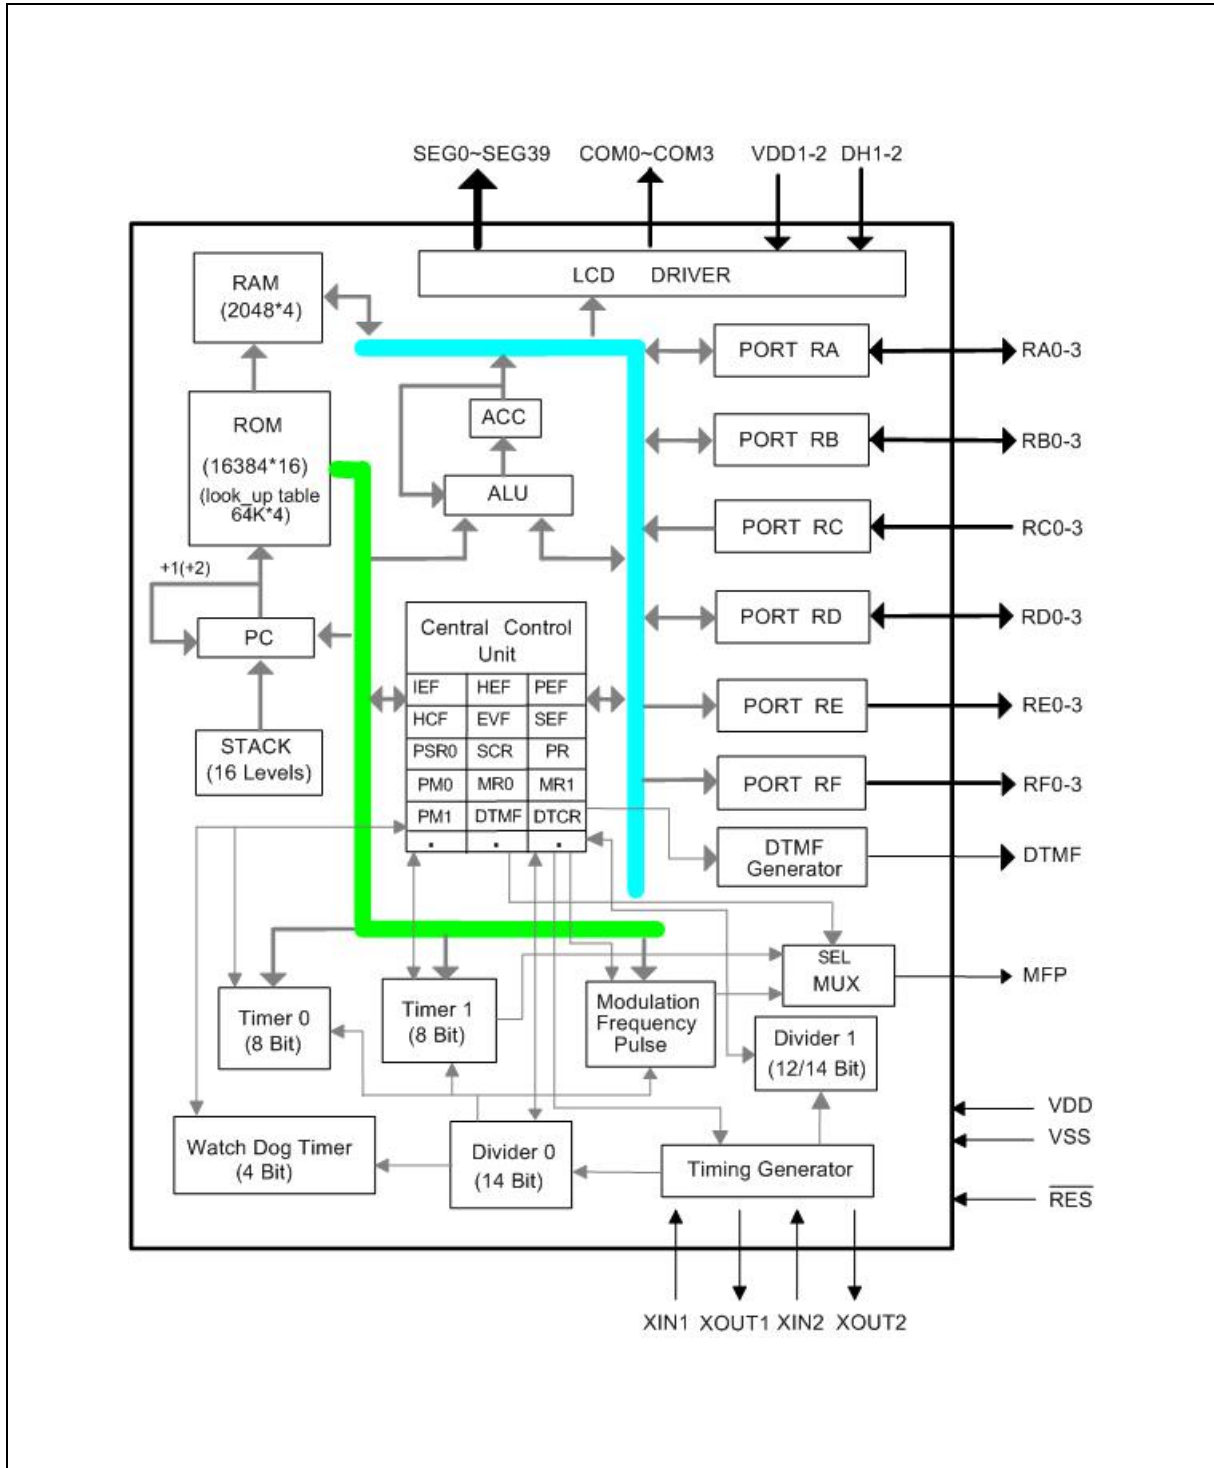 SEG0~SEG39 COM0~COM3 VDD1-2 DH1-2
LCD DRIVER
RAM
(2048*4)
PORT RA
RA0-3
ROM
(16384*16)
(look_up table
64K*4)
ACC
ALU
PORT RB
RB0-3
PORT RC
RC0-3
+1(+2)
PC
STACK
(16 Levels)
Central Control
Unit
IEF HEF PEF
HCF EVF SEF
PSR0 SCR PR
PM0 MR0 MR1
PM1 DTMF DTCR
. . .
PORT RD
RD0-3
PORT RE
RE0-3
PORT RF
RF0-3
DTMF
Generator
DTMF
SEL
MUX
MFP
Timer 0
(8 Bit)
Timer 1
(8 Bit)
Modulation
Frequency
Pulse
Divider 1
(12/14 Bit)
Watch Dog Timer
(4 Bit)
Divider 0
(14 Bit)
Timing Generator
VDD
VSS
RES
XIN1 XOUT1 XIN2 XOUT2